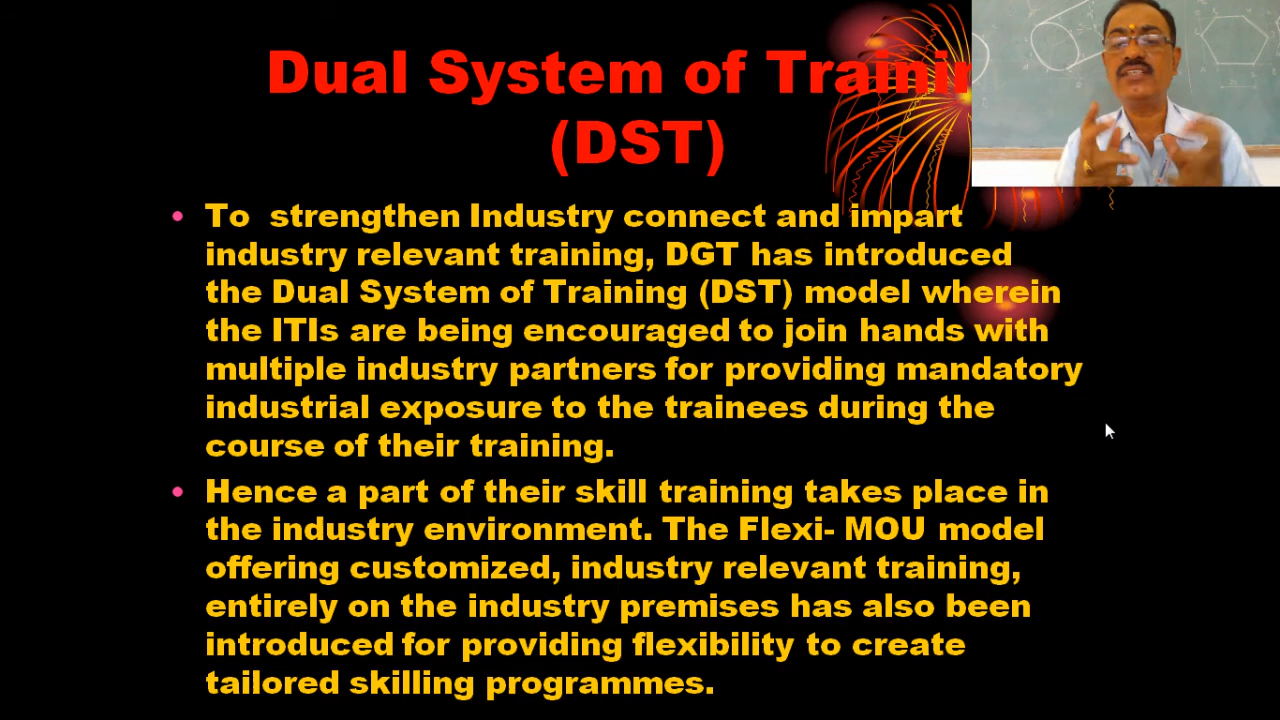 Dual System of Trainin
(DST)
• To strengthen Industry connect and impart
industry relevant training, DGT has introduced
the Dual System of Training (DST) model wherein
the ITIs are being encouraged to join hands with
multiple industry partners for providing mandatory
industrial exposure to the trainees during the
course of their training.
• Hence a part of their skill training takes place in
the industry environment. The Flexi- MOU model
offering customized, industry relevant training,
entirely on the industry premises has also been
introduced for providing flexibility to create
tailored skilling programmes.